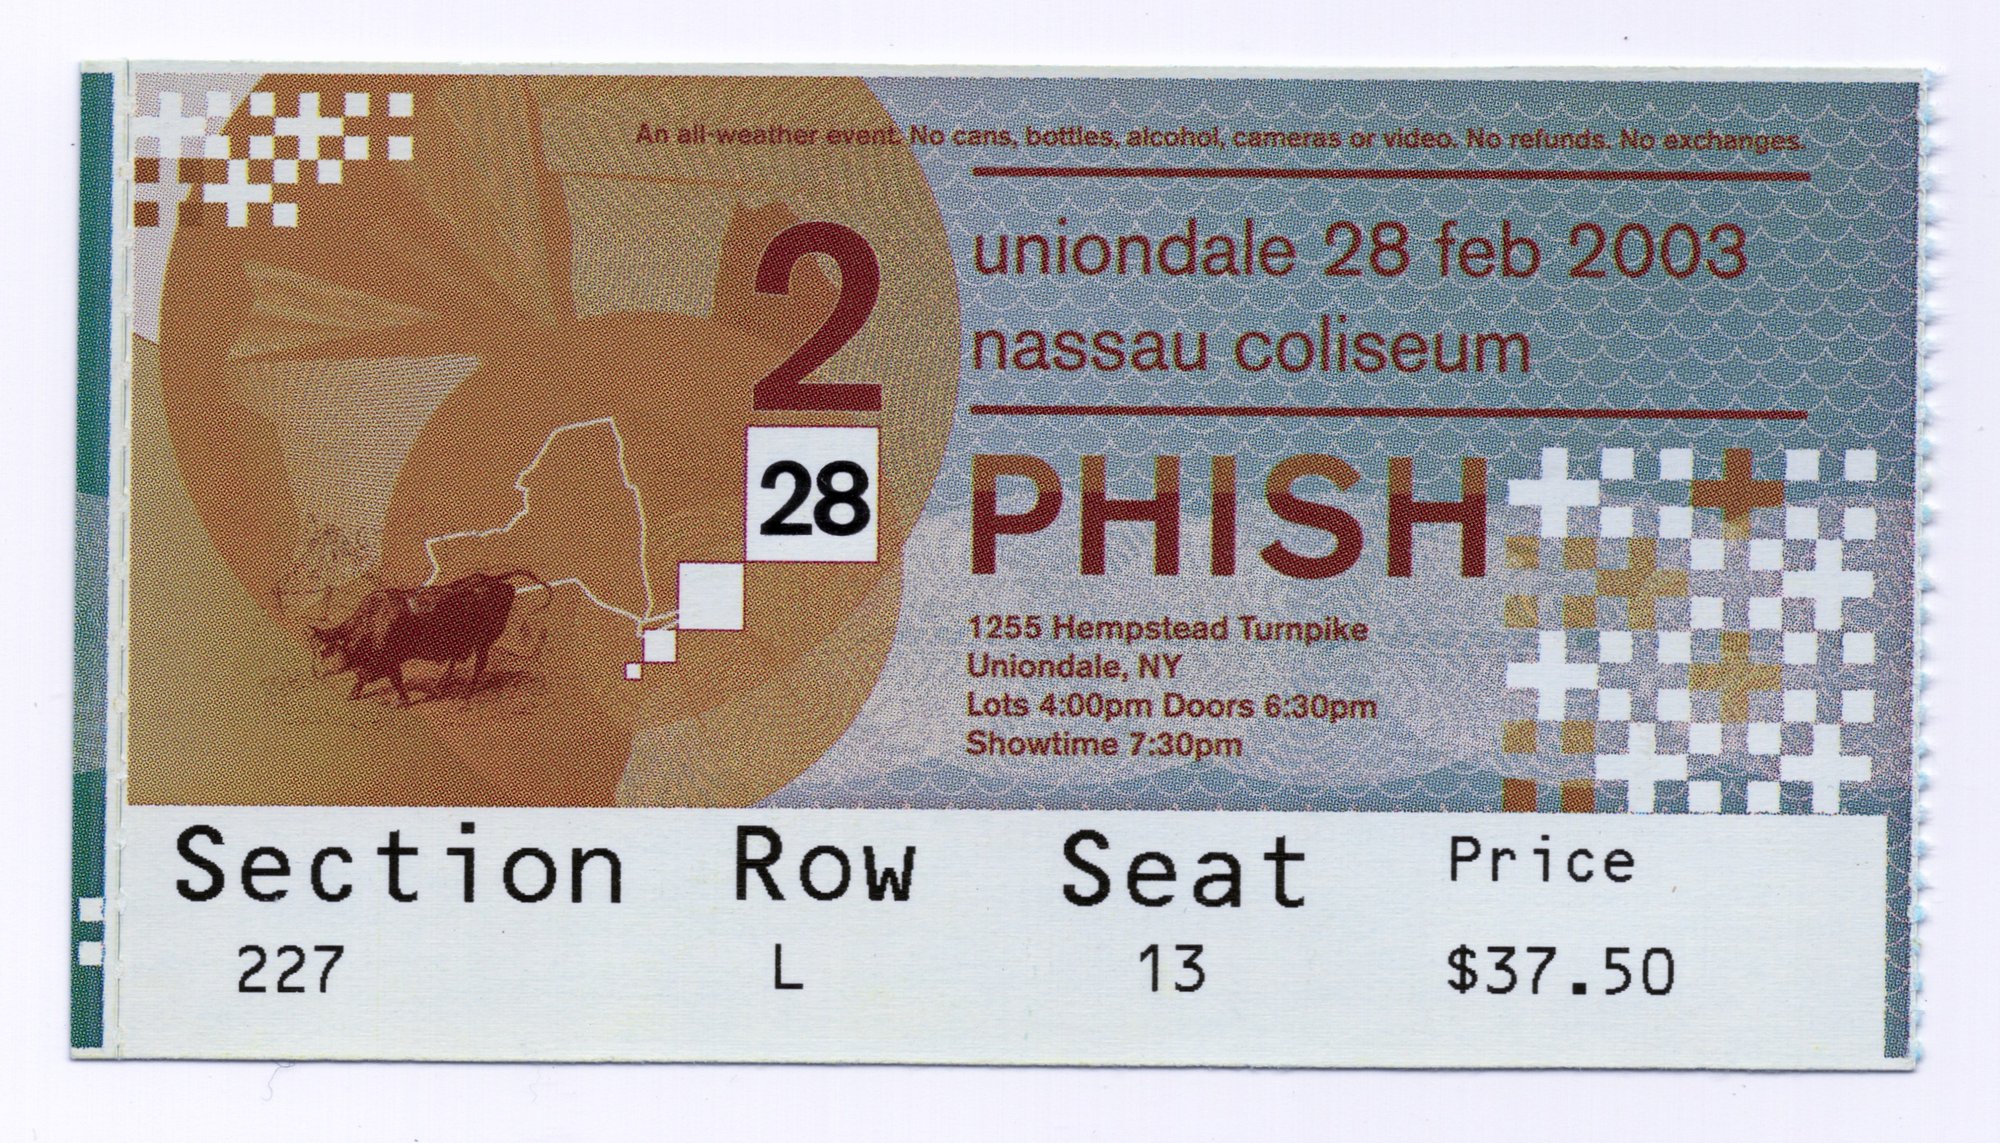 An all-weather event. No cans, bottles, alcohol, cameras or video. No refunds. No exchanges.
uniondale 28 feb 2003
nassau coliseum
2
28
PHISH
1255 Hempstead Turnpike
Uniondale, NY
Lots 4:00pm Doors 6:30pm
Showtime 7:30pm
Section Row Seat Price
227 L 13 $37.50